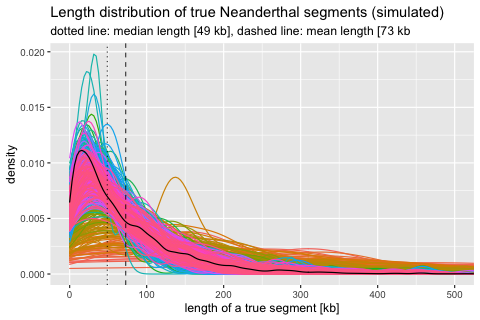 Length distribution of true Neanderthal segments (simulated)
dotted line: median length [49 kb], dashed line: mean length [73 kb
0.020
0.015
0.010
0.005
0.000
density
0
100
200
300
400
500
length of a true segment [kb]